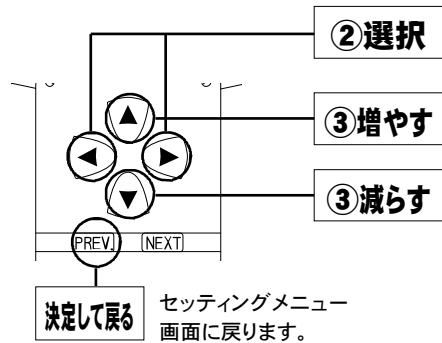 ②選択
③増やす
③減らす
PREV. NEXT
決定して戻る
セッティングメニュー
画面に戻ります。